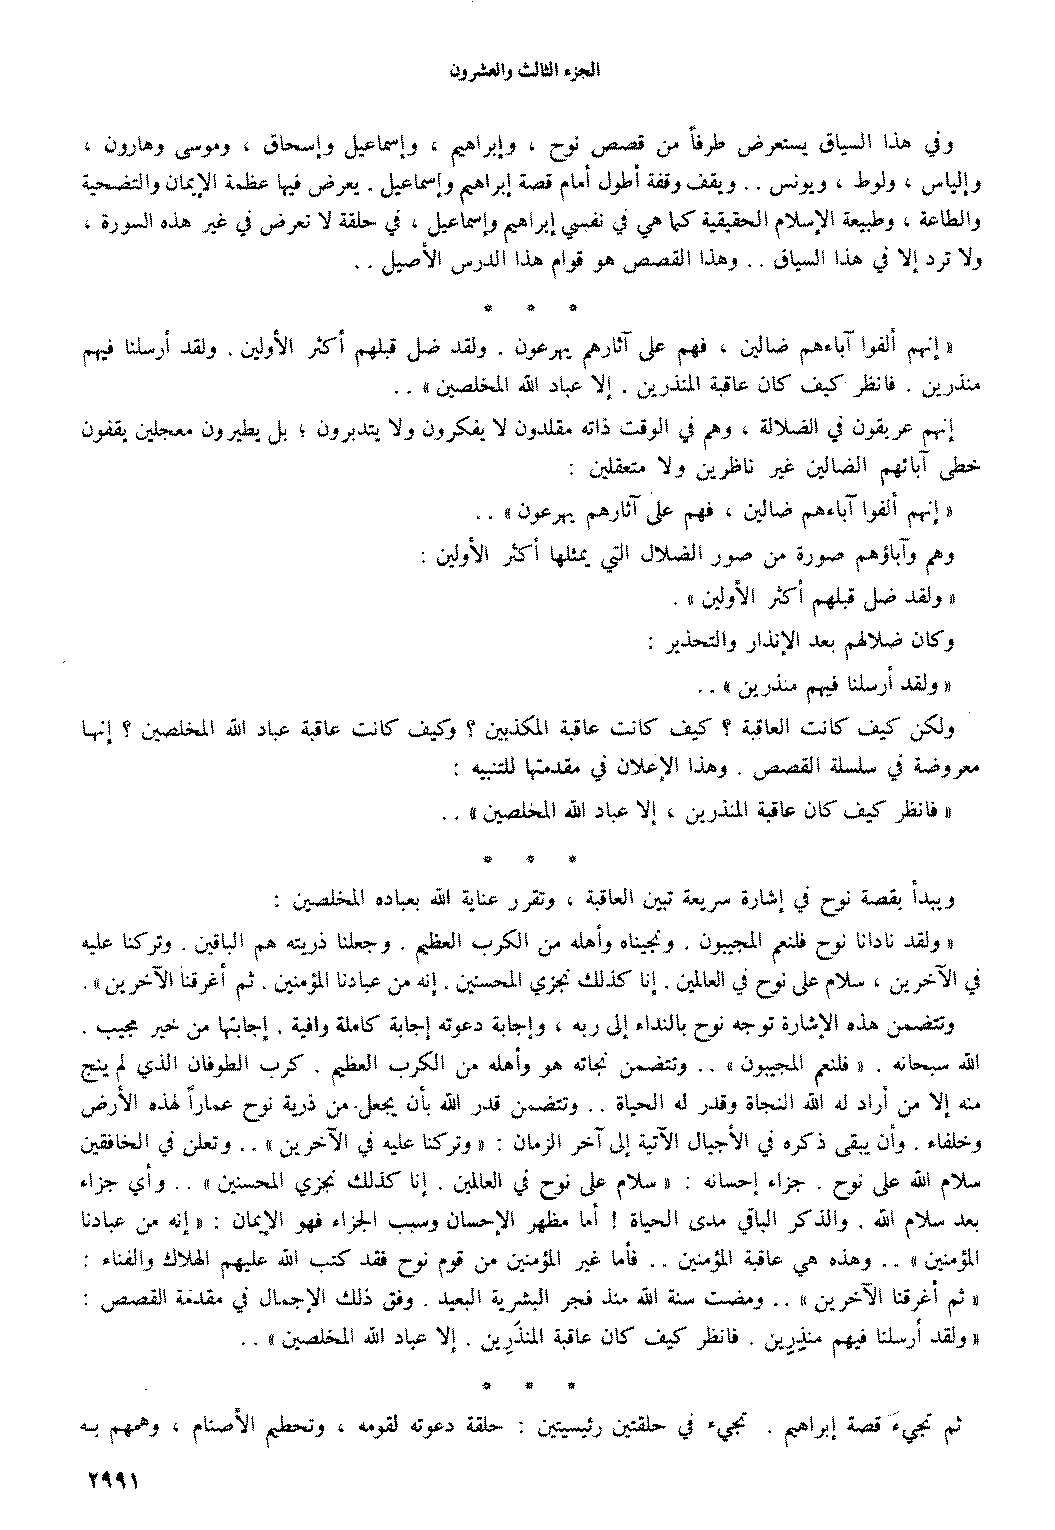 الجزء الثالث والعشرون
وفي هذا السياق يستعرض طرفاً من قصص نوح ، وإبراهيم ، وإسماعيل وإسحاق ، وموسى وهارون ،
وإلياس ، ولوط ، ويونس .. ويقف وقفة أطول أمام قصة إبراهيم وإسماعيل . يعرض فيها عظمة الإيمان والتضحية
والطاعة ، وطبيعة الإسلام الحقيقية كما هي في نفسي إبراهيم وإسماعيل ، في حلقة لا تعرض في غير هذه السورة ،
ولا ترد إلا في هذا السياق .. وهذا القصص هو قوام هذا الدرس الأصيل ..
* * *
« إنهم ألفوا آباءهم ضالين ، فهم على آثارهم يهرعون . ولقد ضل قبلهم أكثر الأولين . ولقد أرسلنا فيهم
منذرين . فانظر كيف كان عاقبة المنذرين . إلا عباد الله المخلصين » ..
إنهم عريقون في الضلالة ، وهم في الوقت ذاته مقلدون لا يفكرون ولا يتدبرون ؛ بل يطيرون معجلين يقفون
خطى آبائهم الضالين غير ناظرين ولا متعقلين :
« إنهم ألفوا آباءهم ضالين ، فهم على آثارهم يهرعون » ..
وهم وآباؤهم صورة من صور الضلال التي يمثلها أكثر الأولين :
« ولقد ضل قبلهم أكثر الأولين » .
وكان ضلالهم بعد الإنذار والتحذير :
« ولقد أرسلنا فيهم منذرين » ..
ولكن كيف كانت العاقبة ؟ كيف كانت عاقبة المكذبين ؟ وكيف كانت عاقبة عباد الله المخلصين ؟ إنها
معروضة في سلسلة القصص . وهذا الإعلان في مقدمتها للتنبيه :
« فانظر كيف كان عاقبة المنذرين ، إلا عباد الله المخلصين » ..
* * *
ويبدأ بقصة نوح في إشارة سريعة تبين العاقبة ، وتقرر عناية الله بعباده المخلصين :
« ولقد نادانا نوح فلنعم المجيبون . ونجيناه وأهله من الكرب العظيم . وجعلنا ذريته هم الباقين . وتركنا عليه
في الآخرين ، سلام على نوح في العالمين . إنا كذلك نجزي المحسنين . إنه من عبادنا المؤمنين . ثم أغرقنا الآخرين » .
وتتضمن هذه الإشارة توجه نوح بالنداء إلى ربه ، وإجابة دعوته إجابة كاملة وافية . إجابتها من خير مجيب .
الله سبحانه . « فلنعم المجيبون » .. وتتضمن نجاته هو وأهله من الكرب العظيم . كرب الطوفان الذي لم ينج
منه إلا من أراد له الله النجاة وقدر له الحياة .. وتتضمن قدر الله بأن يجعل من ذرية نوح عماراً لهذه الأرض
وخلفاء . وأن يبقى ذكره في الأجيال الآتية إلى آخر الزمان : « وتركنا عليه في الآخرين » .. وتعلن في الخافقين
سلام الله على نوح . جزاء إحسانه : « سلام على نوح في العالمين . إنا كذلك نجزي المحسنين » .. وأي جزاء
بعد سلام الله . والذكر الباقي مدى الحياة ! أما مظهر الإحسان وسبب الجزاء فهو الإيمان : « إنه من عبادنا
المؤمنين » .. وهذه هي عاقبة المؤمنين .. فأما غير المؤمنين من قوم نوح فقد كتب الله عليهم الهلاك والفناء :
« ثم أغرقنا الآخرين » .. ومضت سنة الله منذ فجر البشرية البعيد . وفق ذلك الإجمال في مقدمة القصص :
« ولقد أرسلنا فيهم منذِرين . فانظر كيف كان عاقبة المنذَرين . إلا عباد الله المخلصين » ..
* * *
ثم تجيء قصة إبراهيم . تجيء في حلقتين رئيسيتين : حلقة دعوته لقومه ، وتحطيم الأصنام ، وهمهم به
٢٩٩١